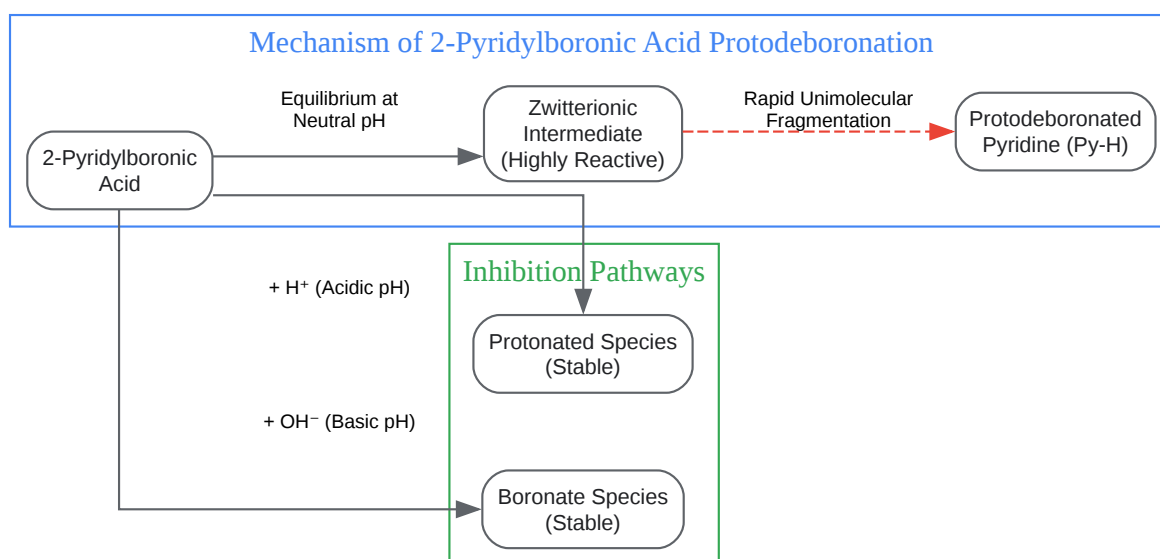 Mechanism of 2-Pyridylboronic Acid Protodeboronation
Equilibrium at
Neutral pH
Zwitterionic
Intermediate
(Highly Reactive)
Rapid Unimolecular
Fragmentation
Protodeboronated
Pyridine (Py-H)
2-Pyridylboronic
Acid
Inhibition Pathways
+ H⁺ (Acidic pH)
Protonated Species
(Stable)
+ OH⁻ (Basic pH)
Boronate Species
(Stable)